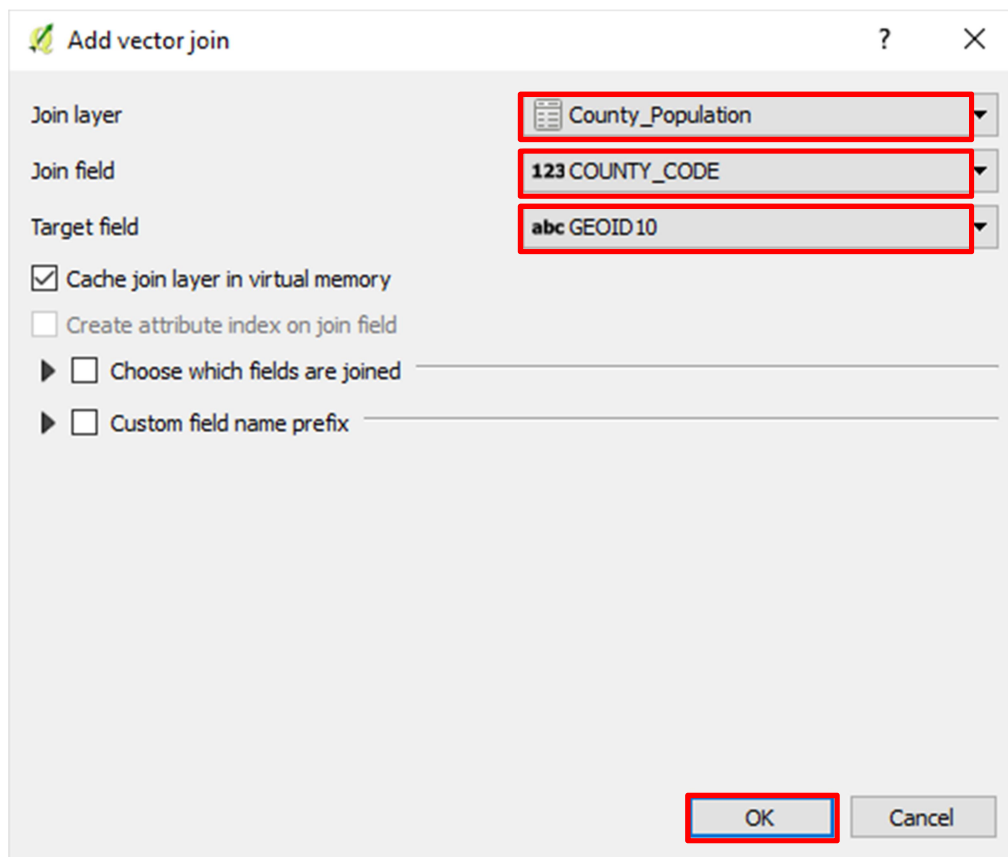 Add vector join ?
Join layer County_Population
Join field 123 COUNTY_CODE
Target field abc GEOID10
Cache join layer in virtual memory
Create attribute index on join field
Choose which fields are joined
Custom field name prefix
OK Cancel